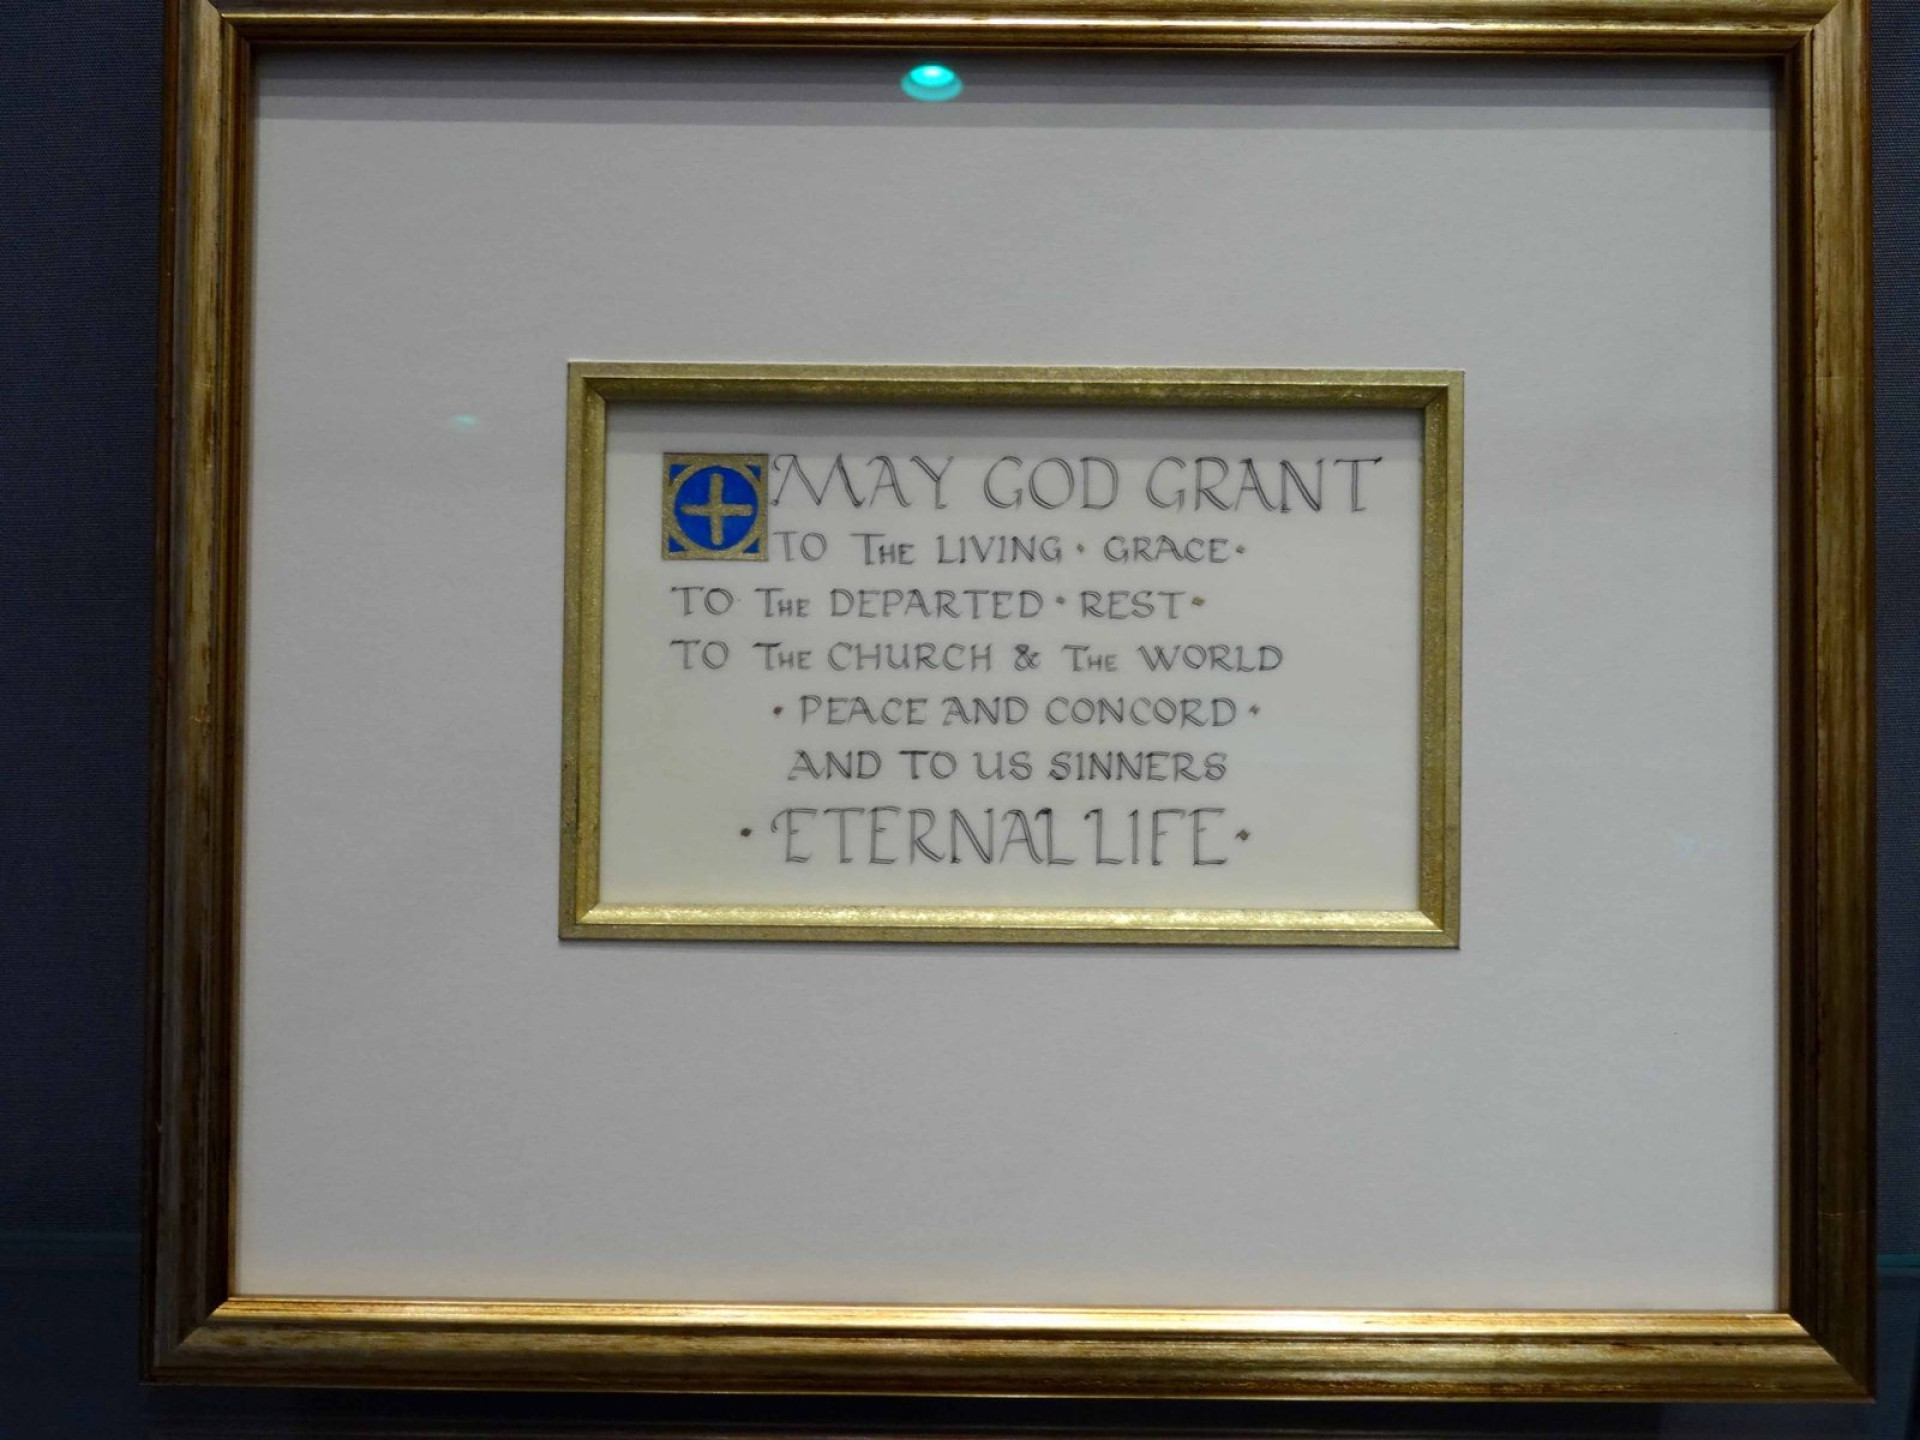 MAY GOD GRANT
TO THE LIVING · GRACE ·
TO THE DEPARTED · REST ·
TO THE CHURCH & THE WORLD
· PEACE AND CONCORD ·
AND TO US SINNERS
· ETERNAL LIFE ·